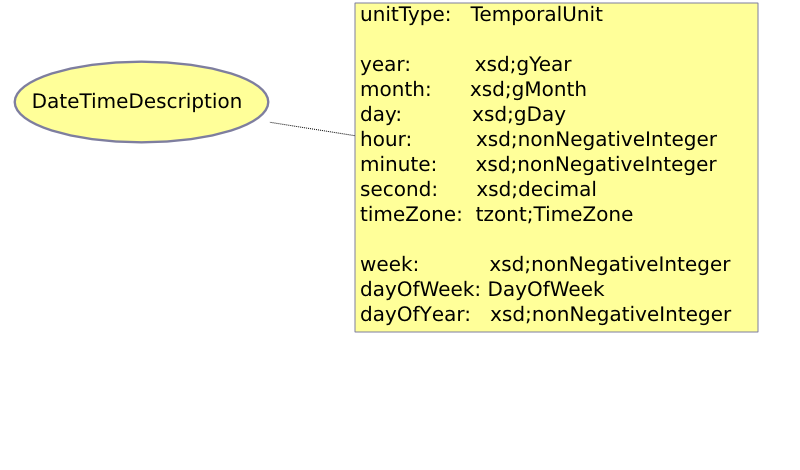 DateTimeDescription
unitType: TemporalUnit
year: xsd;gYear
month: xsd;gMonth
day: xsd;gDay
hour: xsd;nonNegativeInteger
minute: xsd;nonNegativeInteger
second: xsd;decimal
timeZone: tzont;TimeZone
week: xsd;nonNegativeInteger
dayOfWeek: DayOfWeek
dayOfYear: xsd;nonNegativeInteger